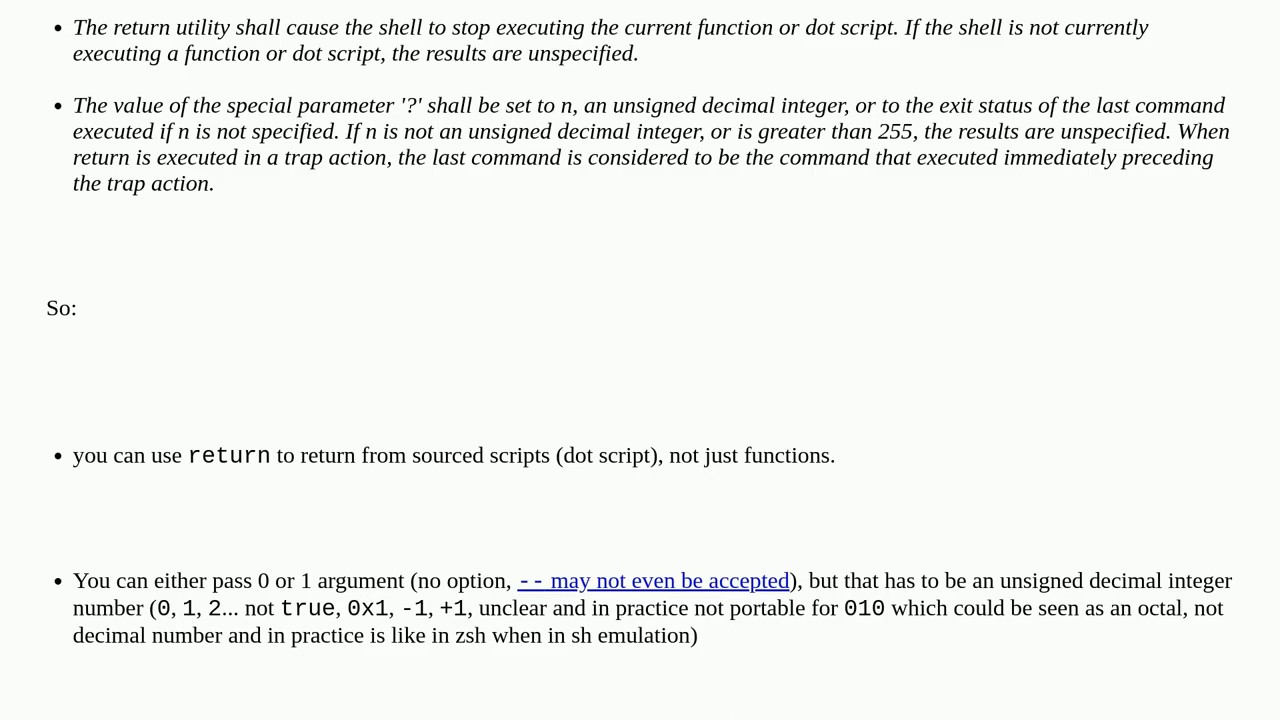 The return utility shall cause the shell to stop executing the current function or dot script. If the shell is not currently
executing a function or dot script, the results are unspecified.
The value of the special parameter '?' shall be set to n, an unsigned decimal integer, or to the exit status of the last command
executed if n is not specified. If n is not an unsigned decimal integer, or is greater than 255, the results are unspecified. When
return is executed in a trap action, the last command is considered to be the command that executed immediately preceding
the trap action.
So:
you can use return to return from sourced scripts (dot script), not just functions.
You can either pass 0 or 1 argument (no option, -- may not even be accepted), but that has to be an unsigned decimal integer
number (0, 1, 2... not true, 0x1, -1, +1, unclear and in practice not portable for 010 which could be seen as an octal, not
decimal number and in practice is like in zsh when in sh emulation)